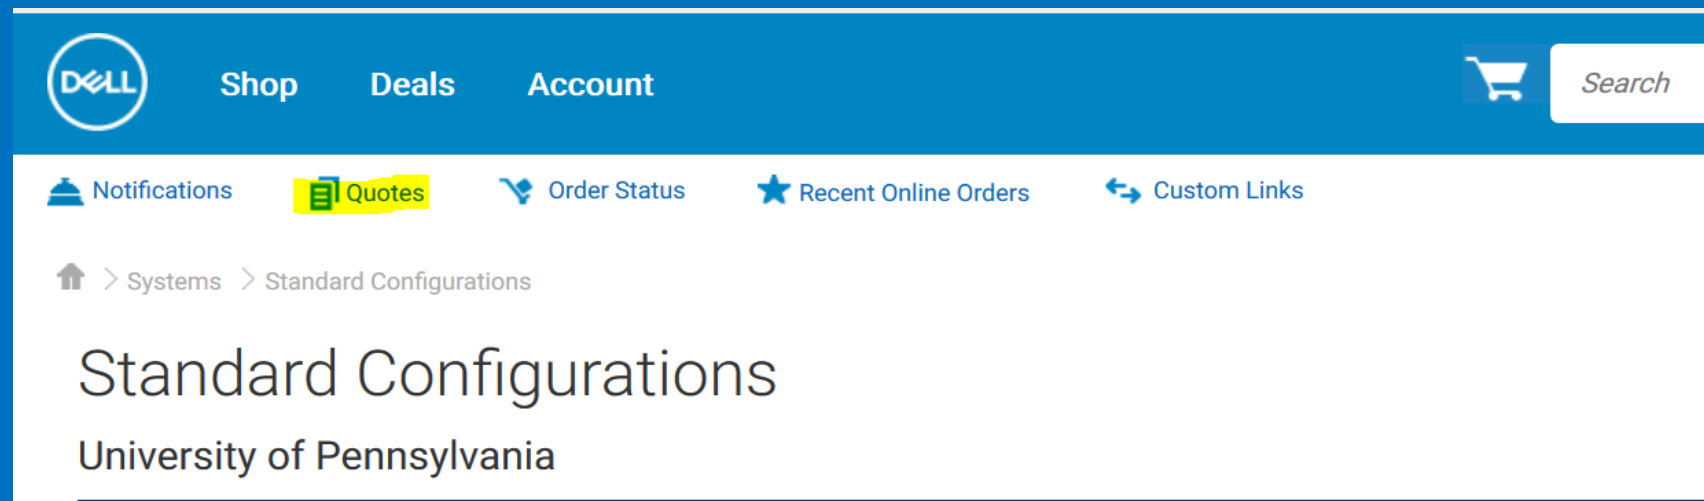 DELL Shop Deals Account Search
Notifications Quotes Order Status Recent Online Orders Custom Links
Systems Standard Configurations
Standard Configurations
University of Pennsylvania